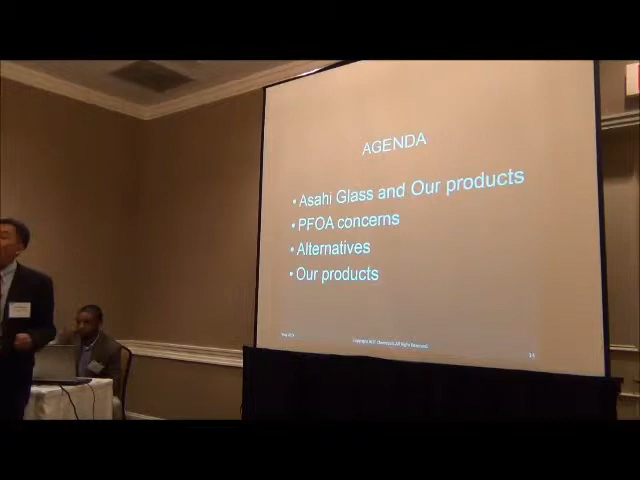 AGENDA
• Asahi Glass and Our products
• PFOA concerns
• Alternatives
• Our products